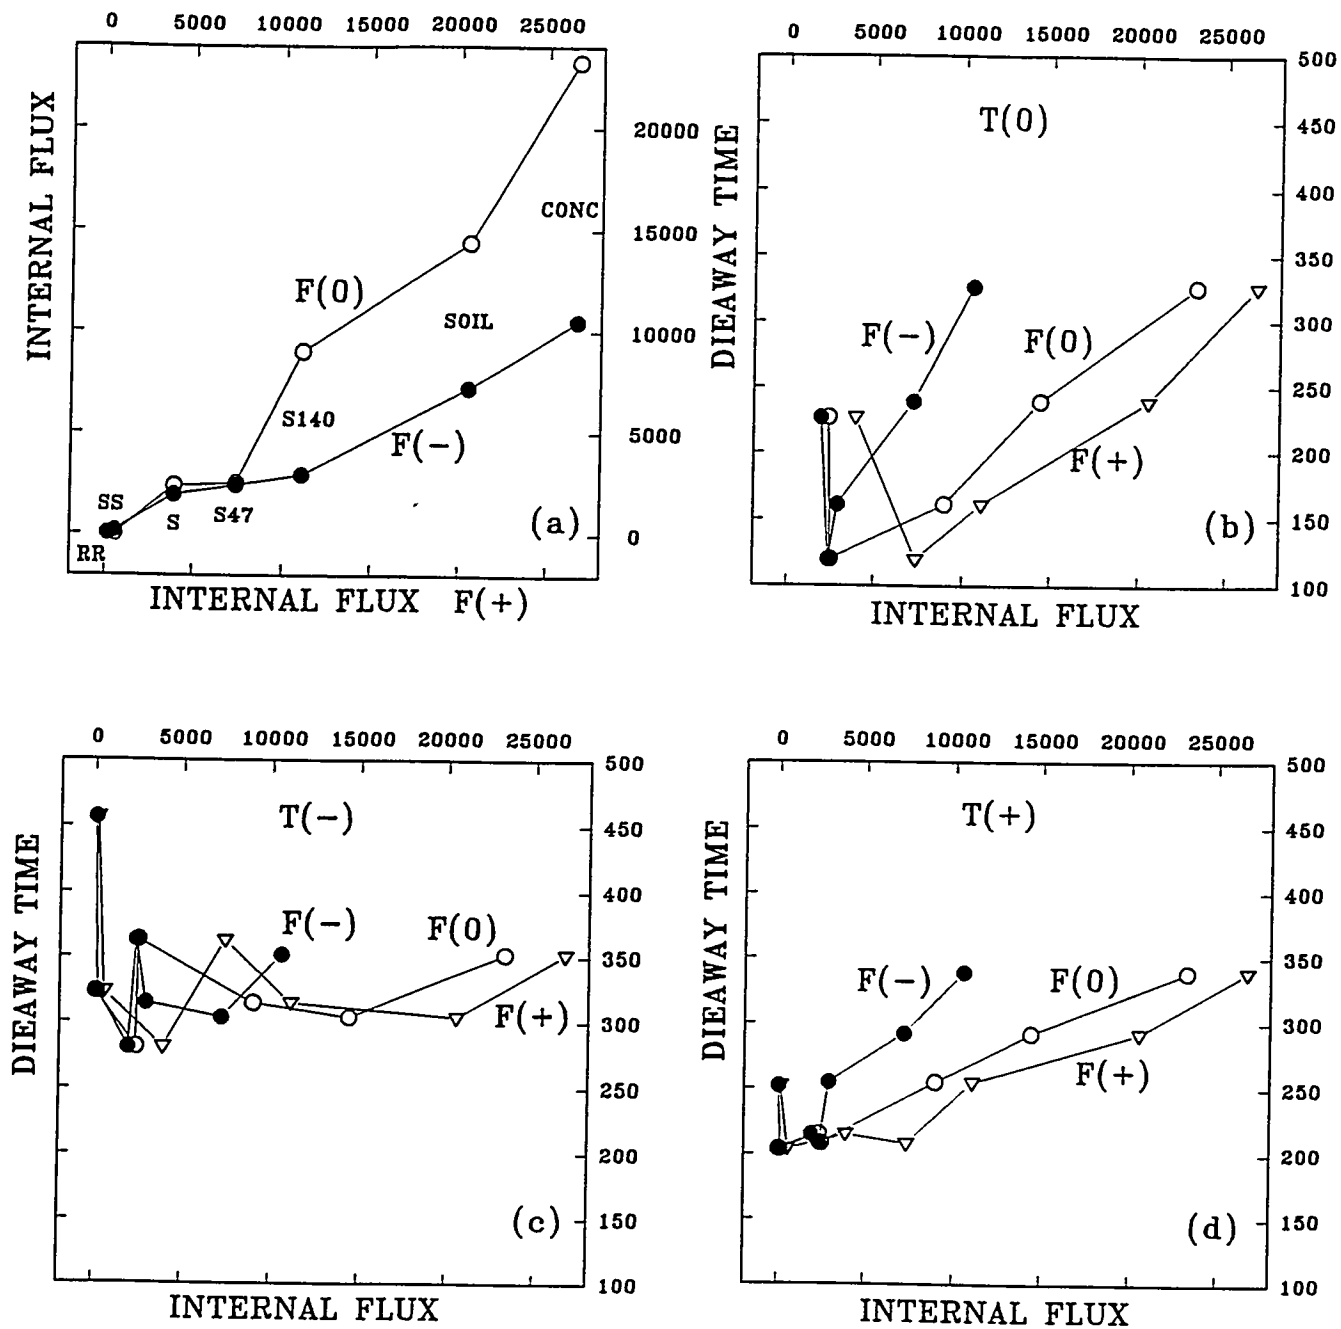 0 5000 10000 15000 20000 25000
INTERNAL FLUX
20000
15000
10000
5000
0
CONC
F(0)
SOIL
S140
F(-)
SS
S
S47
RR
(a)
INTERNAL FLUX F(+)
0 5000 10000 15000 20000 25000
DIEAWAY TIME
T(0)
500
450
400
350
300
250
200
150
100
F(-)
F(0)
F(+)
(b)
INTERNAL FLUX
0 5000 10000 15000 20000 25000
DIEAWAY TIME
T(-)
500
450
400
350
300
250
200
150
100
F(-)
F(0)
F(+)
(c)
INTERNAL FLUX
0 5000 10000 15000 20000 25000
DIEAWAY TIME
T(+)
500
450
400
350
300
250
200
150
100
F(-)
F(0)
F(+)
(d)
INTERNAL FLUX